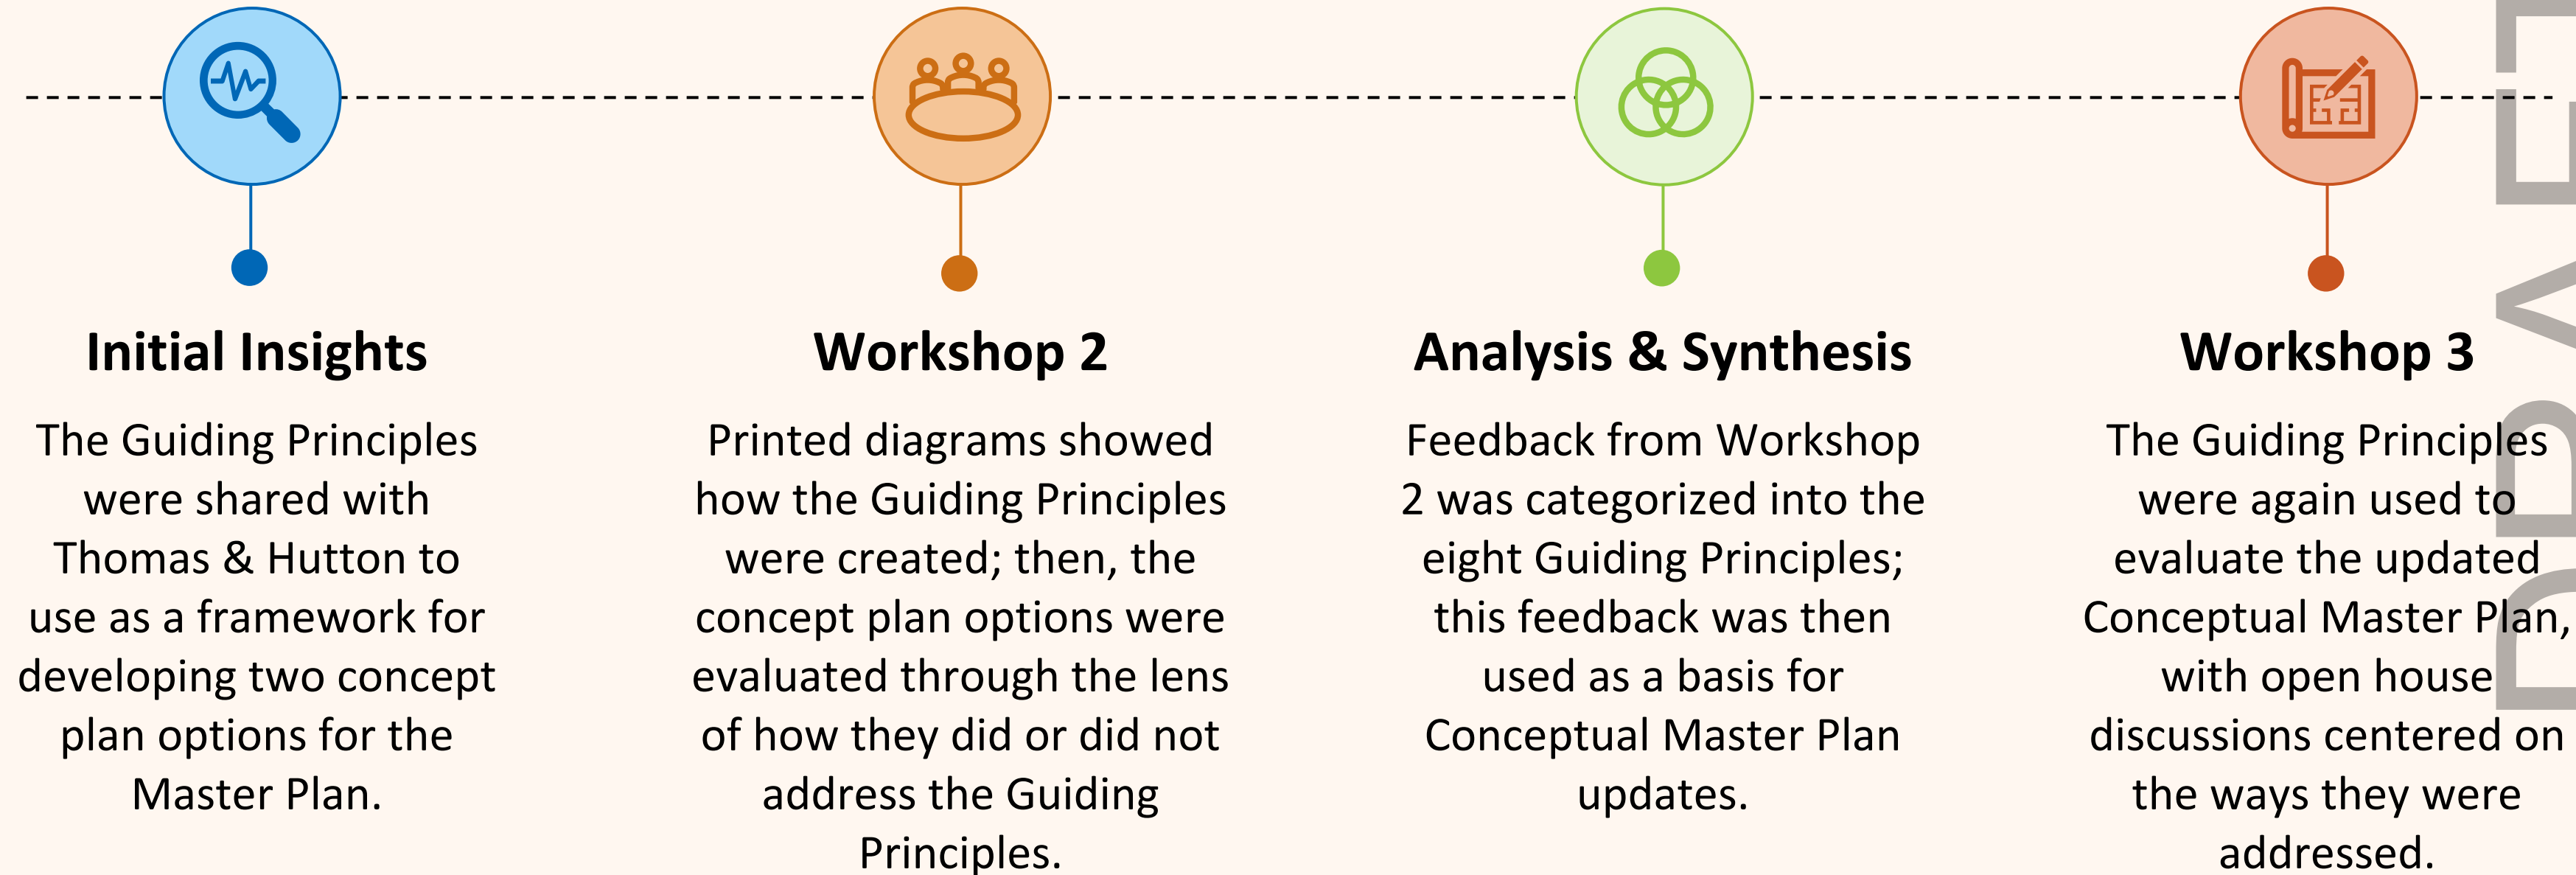 Initial Insights
The Guiding Principles
were shared with
Thomas & Hutton to
use as a framework for
developing two concept
plan options for the
Master Plan.
Workshop 2
Printed diagrams showed
how the Guiding Principles
were created; then, the
concept plan options were
evaluated through the lens
of how they did or did not
address the Guiding
Principles.
Analysis & Synthesis
Feedback from Workshop
2 was categorized into the
eight Guiding Principles;
this feedback was then
used as a basis for
Conceptual Master Plan
updates.
Workshop 3
The Guiding Principles
were again used to
evaluate the updated
Conceptual Master Plan,
with open house
discussions centered on
the ways they were
addressed.
DRAFT